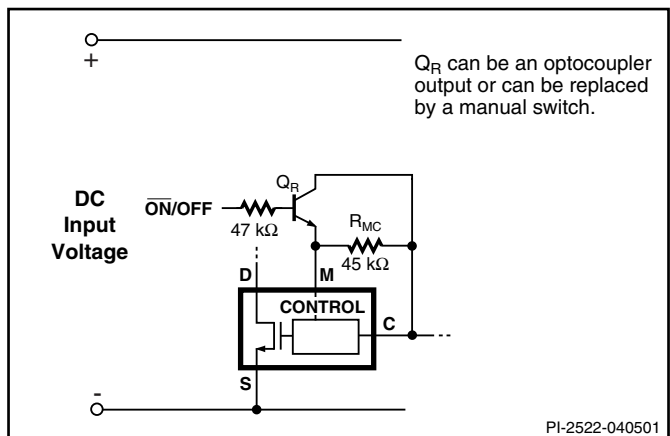 +
Q_R can be an optocoupler
output or can be replaced
by a manual switch.
Q_R
DC
Input
Voltage
O̅N̅/OFF
47 kΩ
R_MC
45 kΩ
D
M
CONTROL
C
S
-
PI-2522-040501